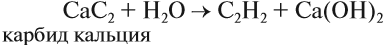 CaC₂ + H₂O → C₂H₂ + Ca(OH)₂
карбид кальция